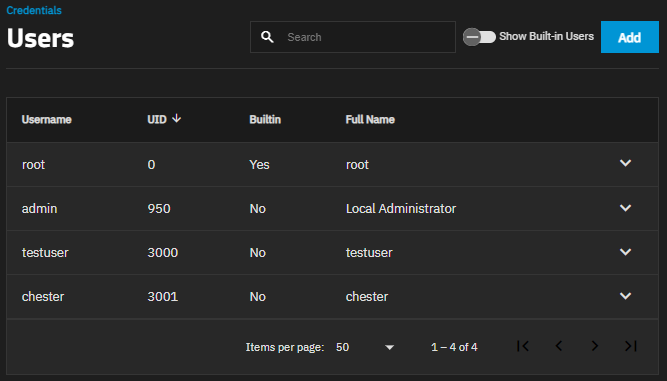 Credentials
Users
Search
Show Built-in Users
Add
Username UID Builtin Full Name
root 0 Yes root
admin 950 No Local Administrator
testuser 3000 No testuser
chester 3001 No chester
Items per page: 50 1 – 4 of 4